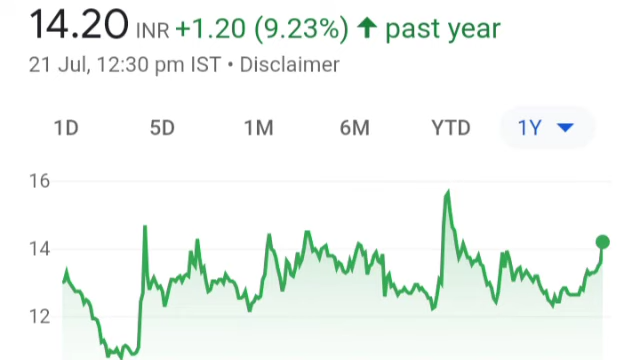 14.20 INR +1.20 (9.23%) ↑ past year
21 Jul, 12:30 pm IST • Disclaimer
1D 5D 1M 6M YTD 1Y
16
14
12